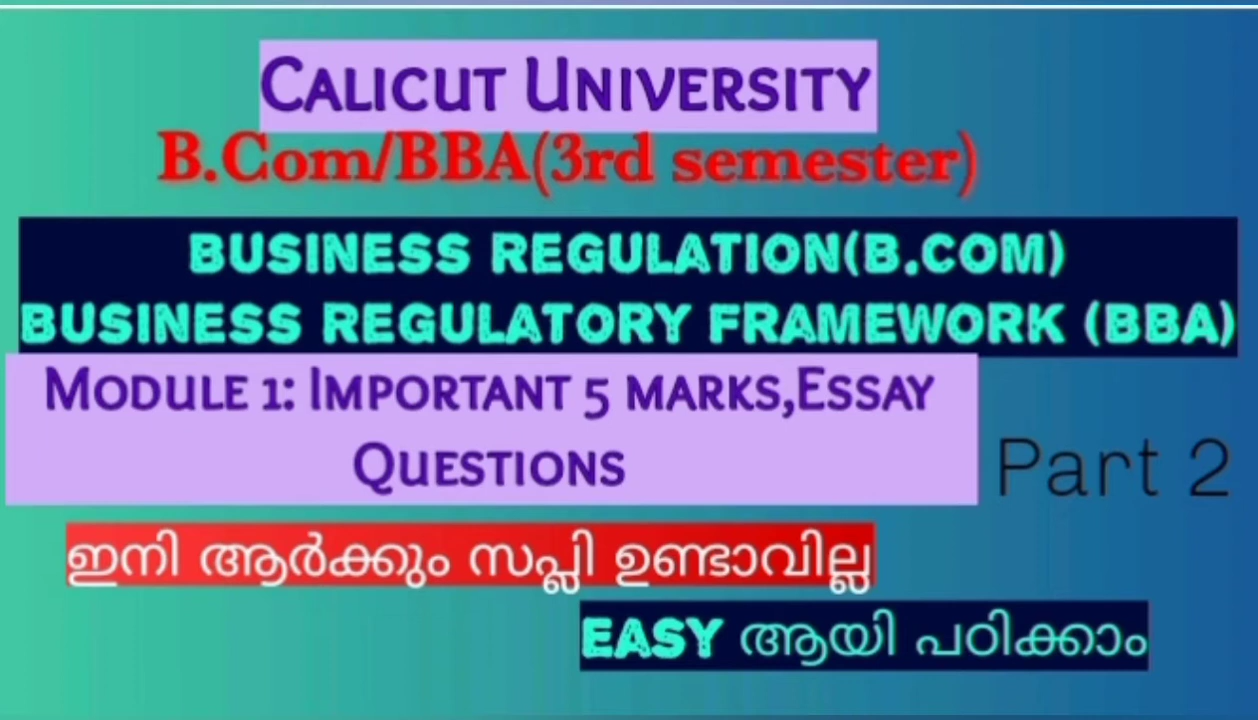 CALICUT UNIVERSITY
B.Com/BBA(3rd semester)
BUSINESS REGULATION(B.COM)
BUSINESS REGULATORY FRAMEWORK (BBA)
MODULE 1: IMPORTANT 5 MARKS,ESSAY
QUESTIONS
Part 2
ഇനി ആർക്കും സപ്ലി ഉണ്ടാവില്ല
EASY ആയി പഠിക്കാം